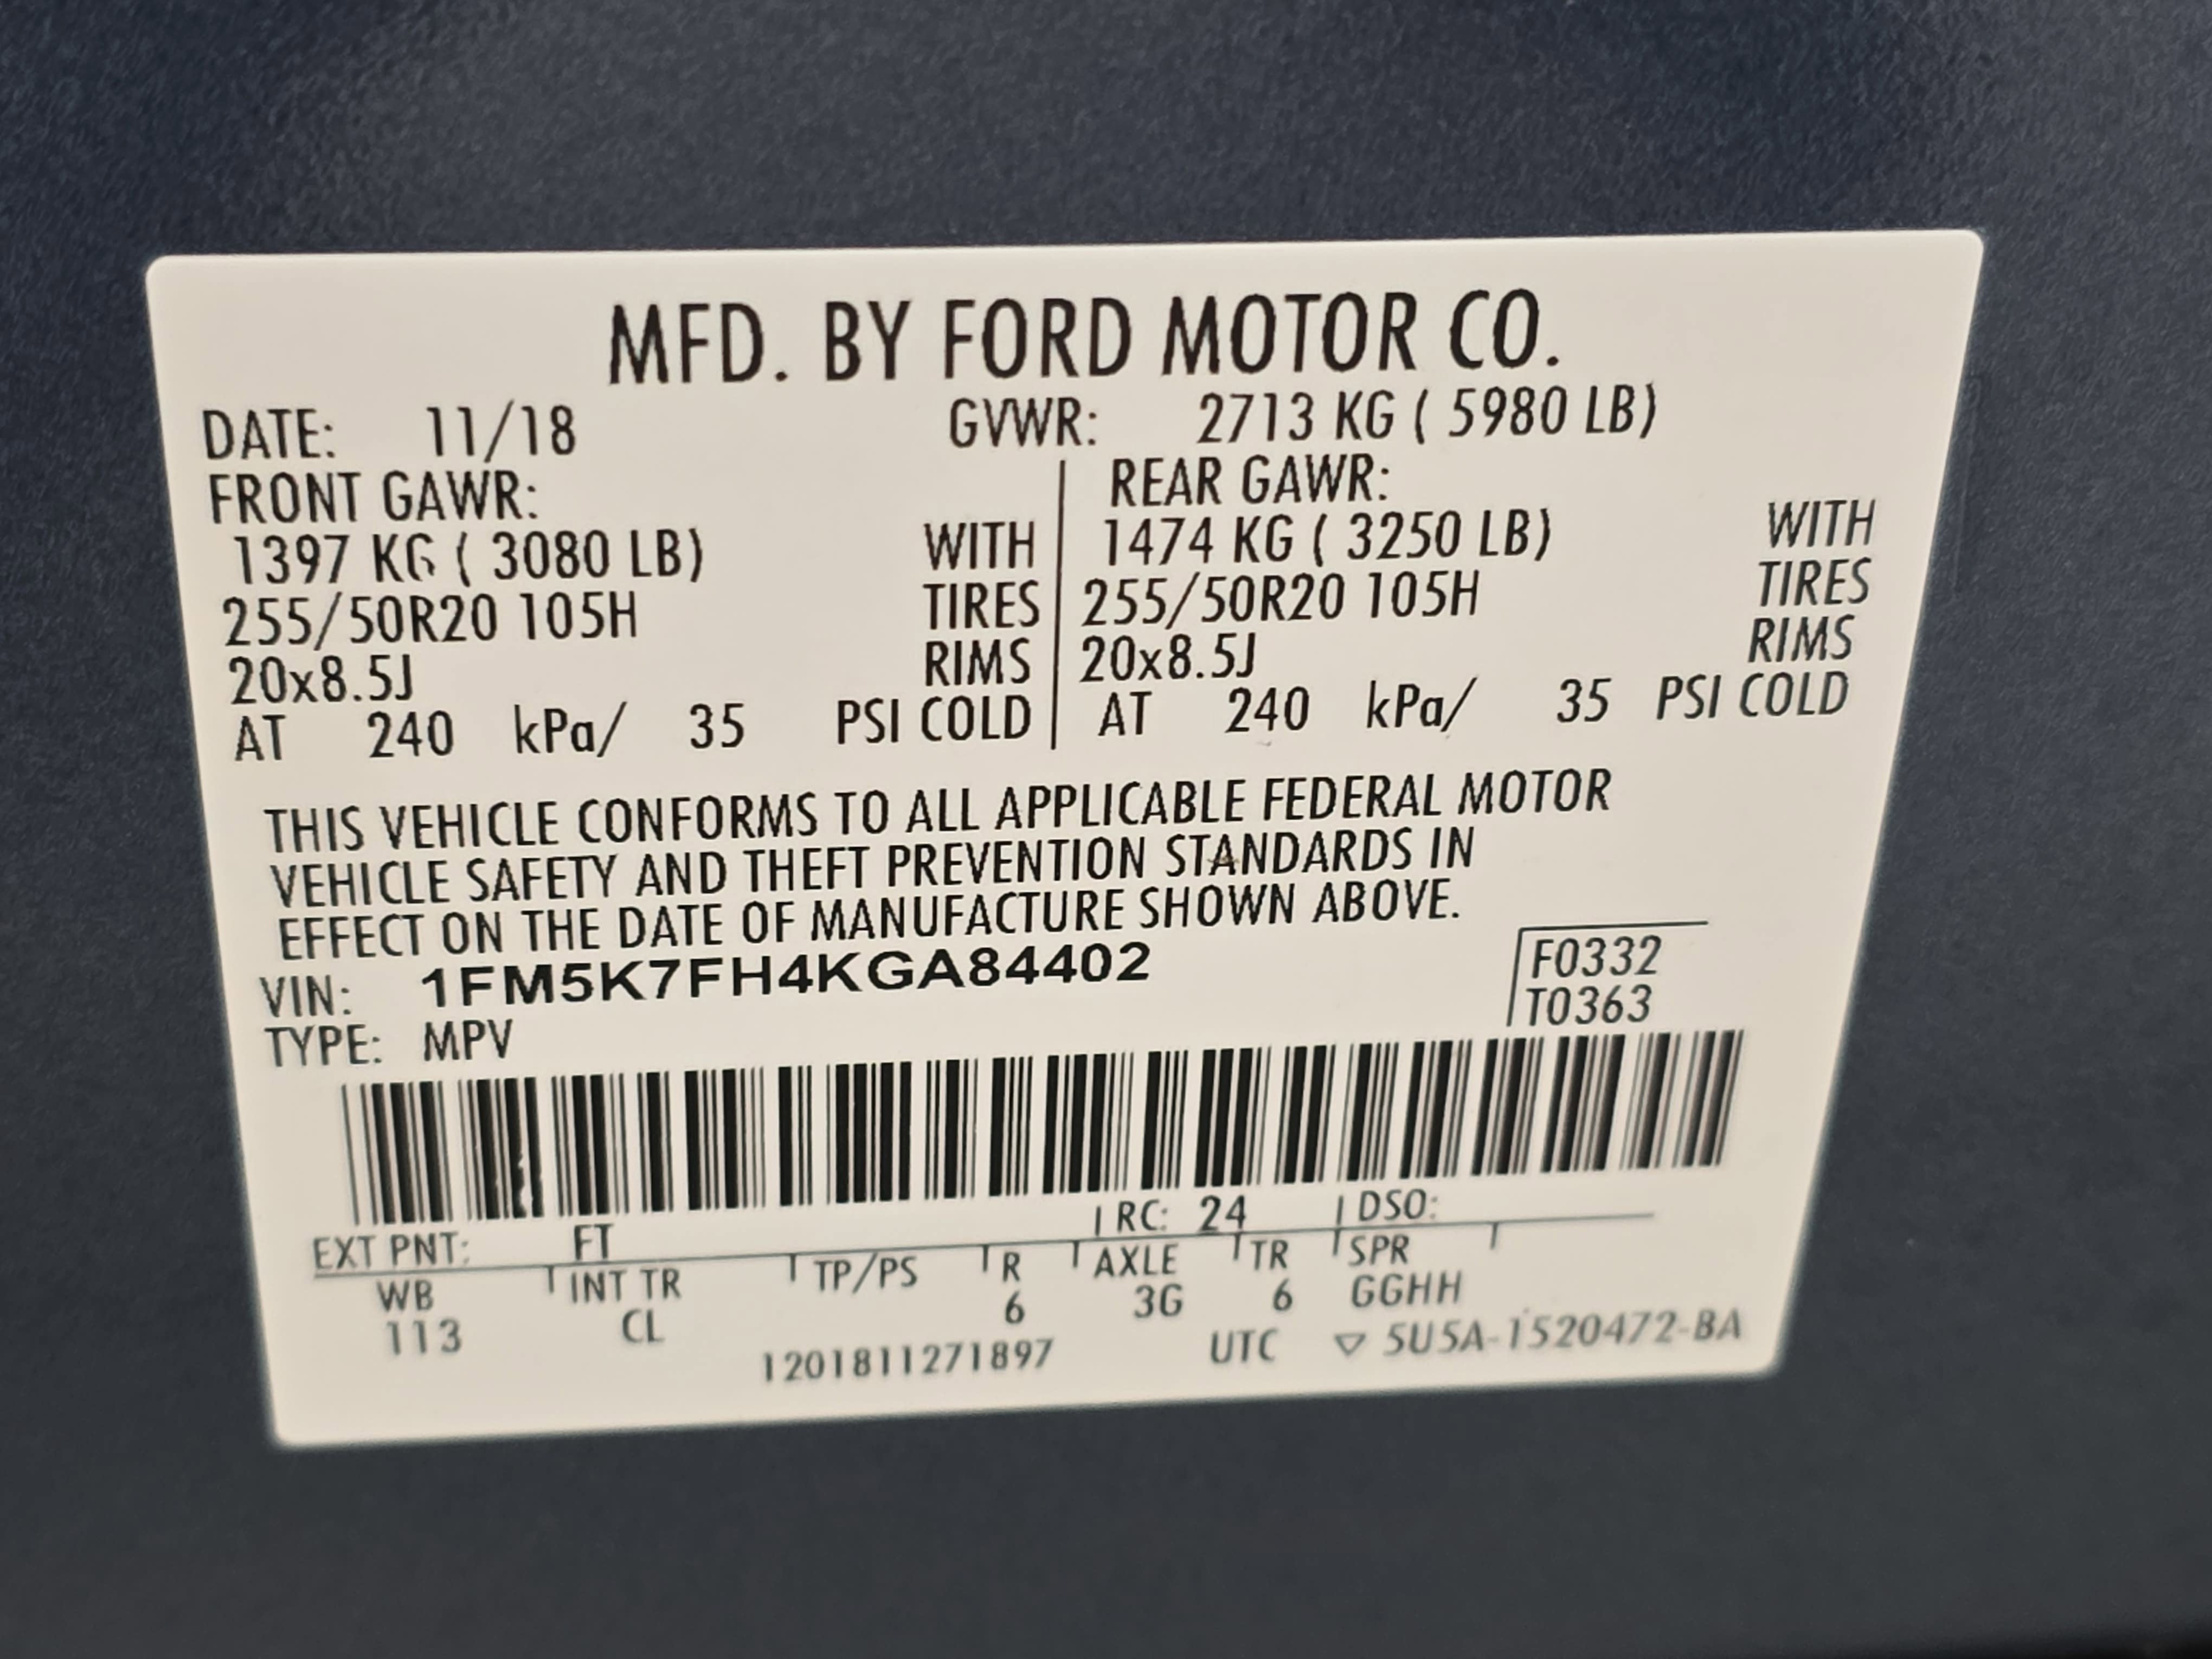 MFD. BY FORD MOTOR CO.
DATE: 11/18 GVWR: 2713 KG ( 5980 LB)
FRONT GAWR: REAR GAWR:
1397 KG ( 3080 LB) WITH 1474 KG ( 3250 LB) WITH
255/50R20 105H TIRES 255/50R20 105H TIRES
20x8.5J RIMS 20x8.5J RIMS
AT 240 kPa/ 35 PSI COLD AT 240 kPa/ 35 PSI COLD
THIS VEHICLE CONFORMS TO ALL APPLICABLE FEDERAL MOTOR
VEHICLE SAFETY AND THEFT PREVENTION STANDARDS IN
EFFECT ON THE DATE OF MANUFACTURE SHOWN ABOVE.
VIN: 1FM5K7FH4KGA84402 F0332
TYPE: MPV T0363
EXT PNT: FT RC: 24 DSO:
WB INT TR TP/PS R AXLE TR SPR
113 CL 6 3G 6 GGHH
1201811271897 UTC ▽ 5U5A-1520472-BA